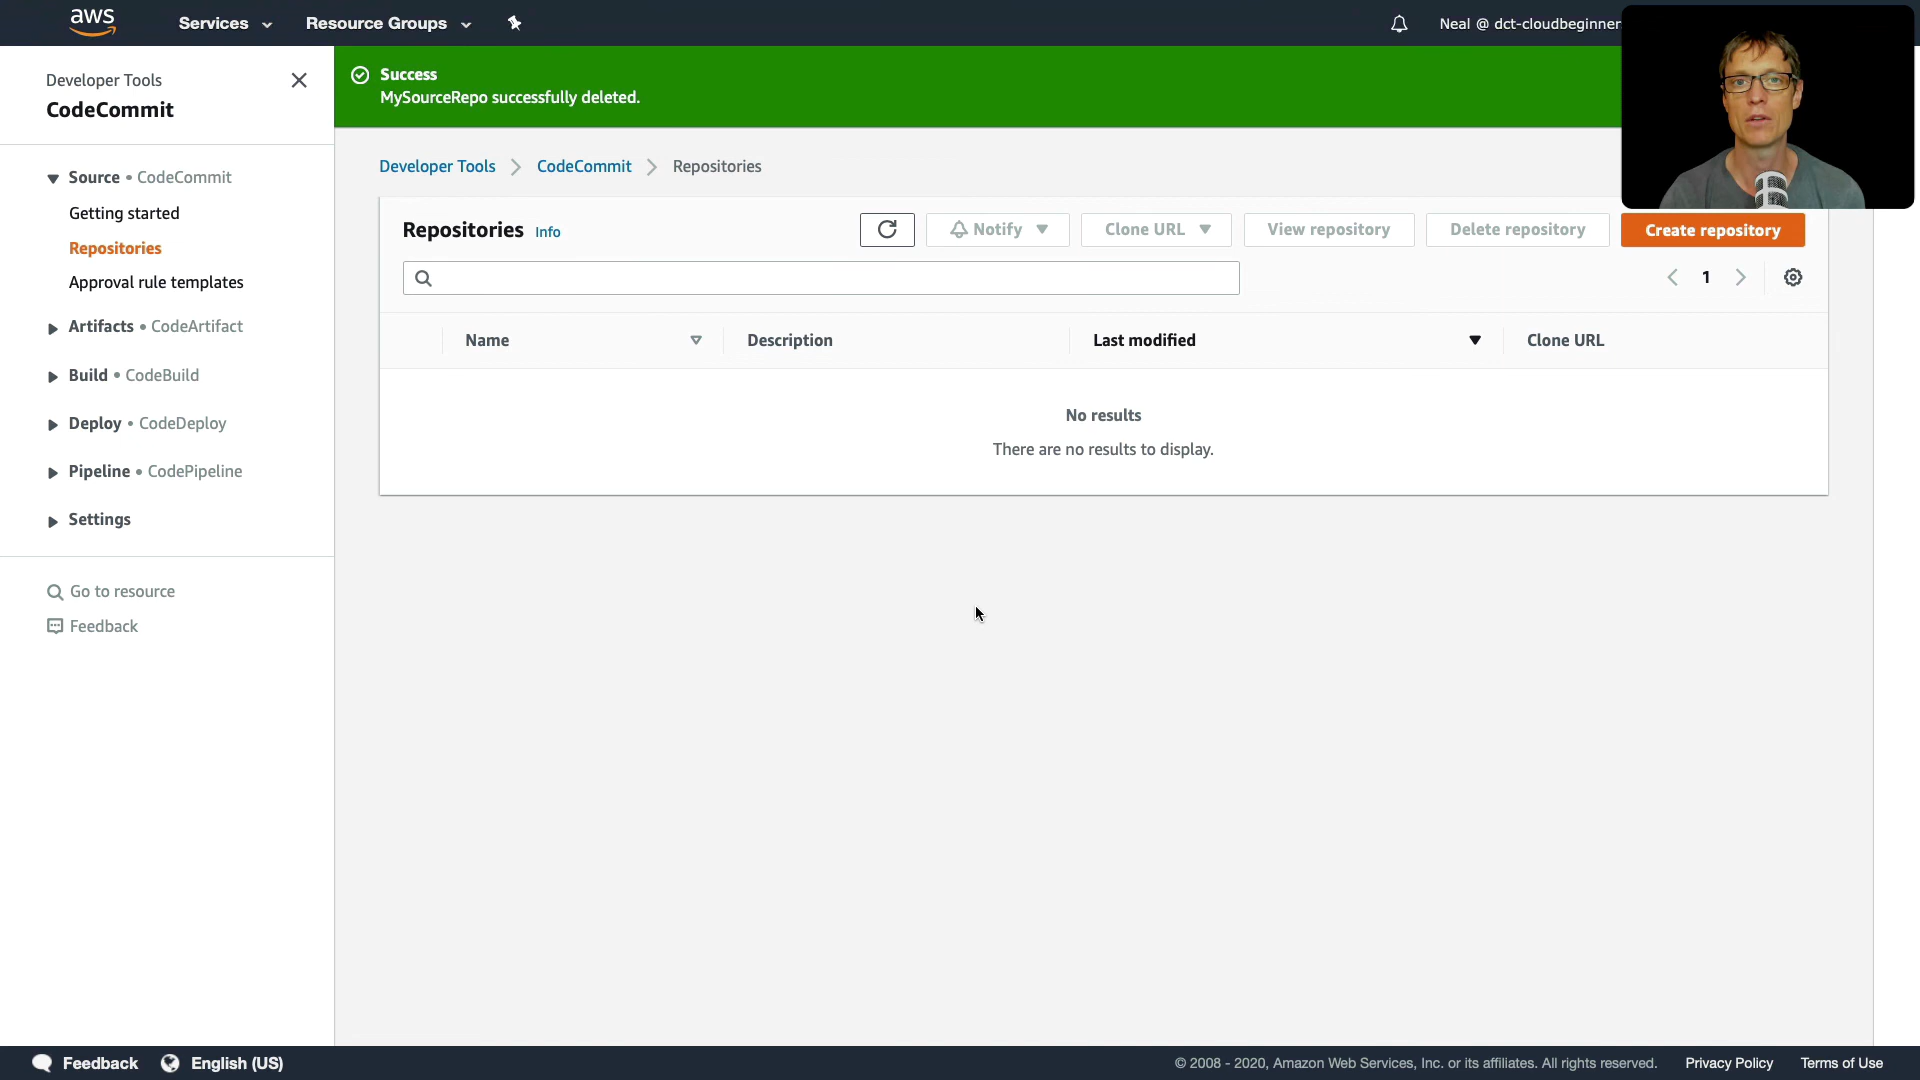 aws
Services
Resource Groups
Neal @ dct-cloudbeginner
Developer Tools
CodeCommit
Source • CodeCommit
Getting started
Repositories
Approval rule templates
Artifacts • CodeArtifact
Build • CodeBuild
Deploy • CodeDeploy
Pipeline • CodePipeline
Settings
Go to resource
Feedback
Success
MySourceRepo successfully deleted.
Developer Tools
CodeCommit
Repositories
Repositories Info
Notify
Clone URL
View repository
Delete repository
Create repository
1
Name
Description
Last modified
Clone URL
No results
There are no results to display.
Feedback
English (US)
© 2008 - 2020, Amazon Web Services, Inc. or its affiliates. All rights reserved.
Privacy Policy
Terms of Use